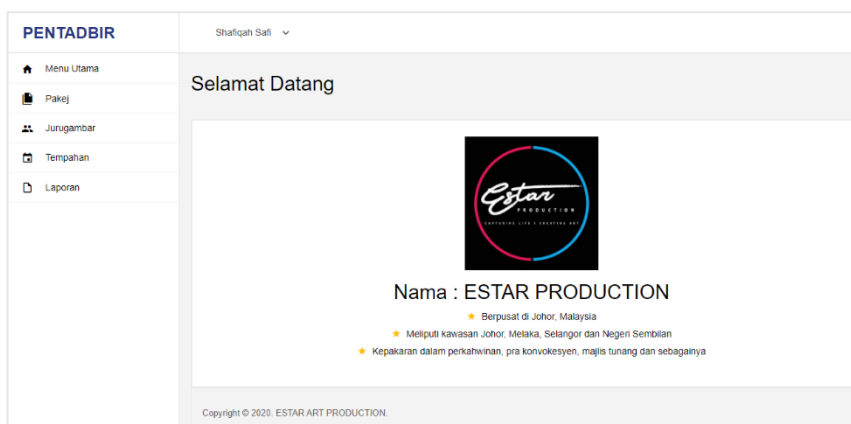 PENTADBIR
Shafiqah Safi
Menu Utama
Pakej
Jurugambar
Tempahan
Laporan
Selamat Datang
Estar
PRODUCTION
CAPTURING LIFE | CREATIVE ART
Nama : ESTAR PRODUCTION
Berpusat di Johor, Malaysia
Meliputi kawasan Johor, Melaka, Selangor dan Negeri Sembilan
Kepakaran dalam perkahwinan, pra konvokesyen, majlis tunang dan sebagainya
Copyright © 2020. ESTAR ART PRODUCTION.